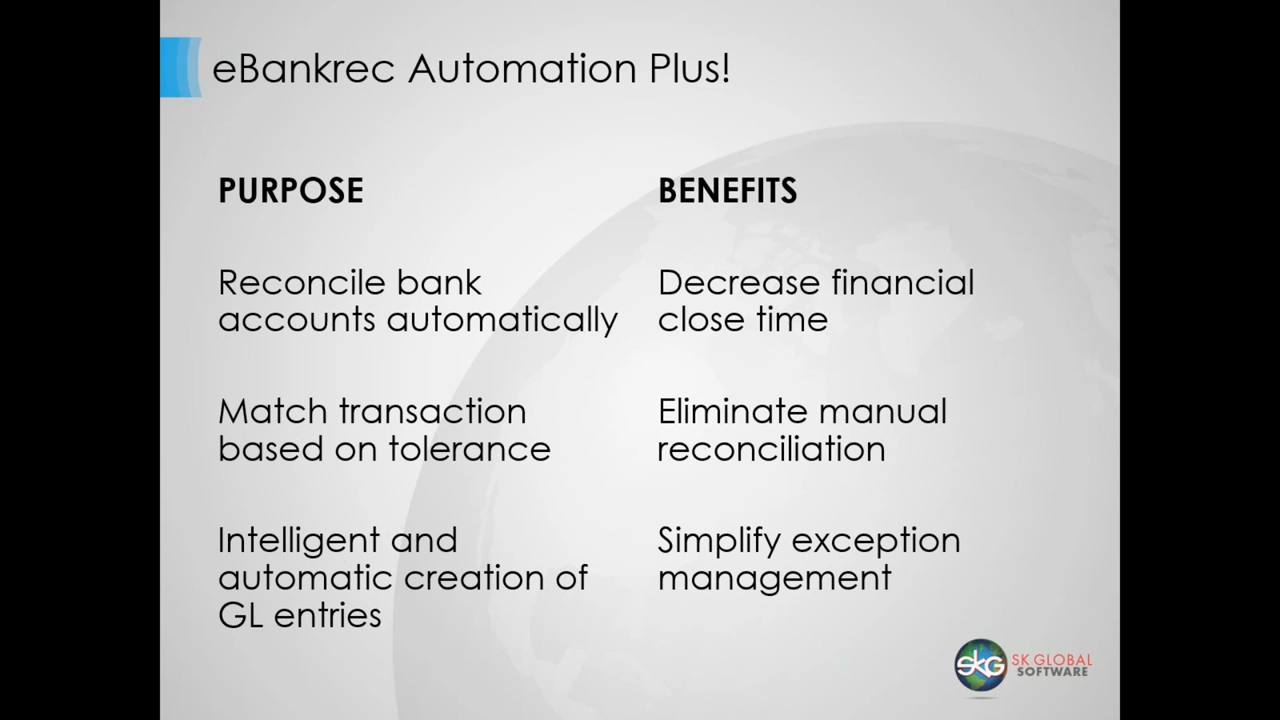 eBankrec Automation Plus!
PURPOSE
Reconcile bank
accounts automatically
Match transaction
based on tolerance
Intelligent and
automatic creation of
GL entries
BENEFITS
Decrease financial
close time
Eliminate manual
reconciliation
Simplify exception
management
skG
SK GLOBAL
SOFTWARE